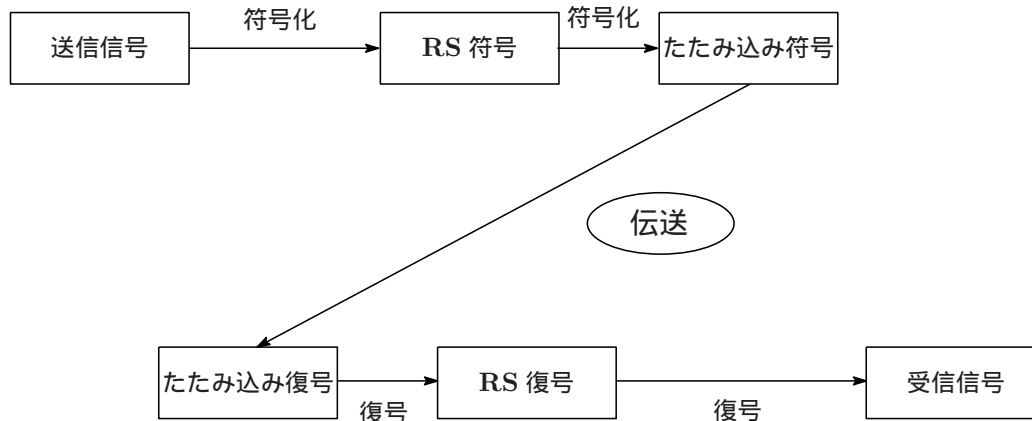 符号化
符号化
送信信号
RS 符号
たたみ込み符号
伝送
たたみ込み復号
RS 復号
受信信号
復号
復号